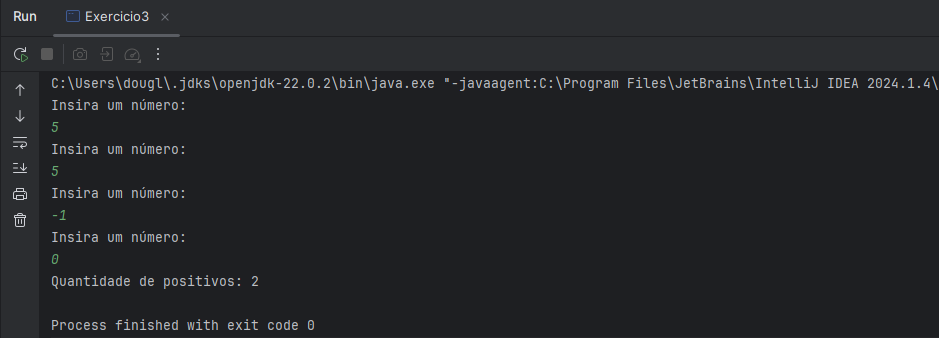 Run Exercicio3
C:\Users\dougl\.jdks\openjdk-22.0.2\bin\java.exe "-javaagent:C:\Program Files\JetBrains\IntelliJ IDEA 2024.1.4\
Insira um número:
5
Insira um número:
5
Insira um número:
-1
Insira um número:
0
Quantidade de positivos: 2
Process finished with exit code 0